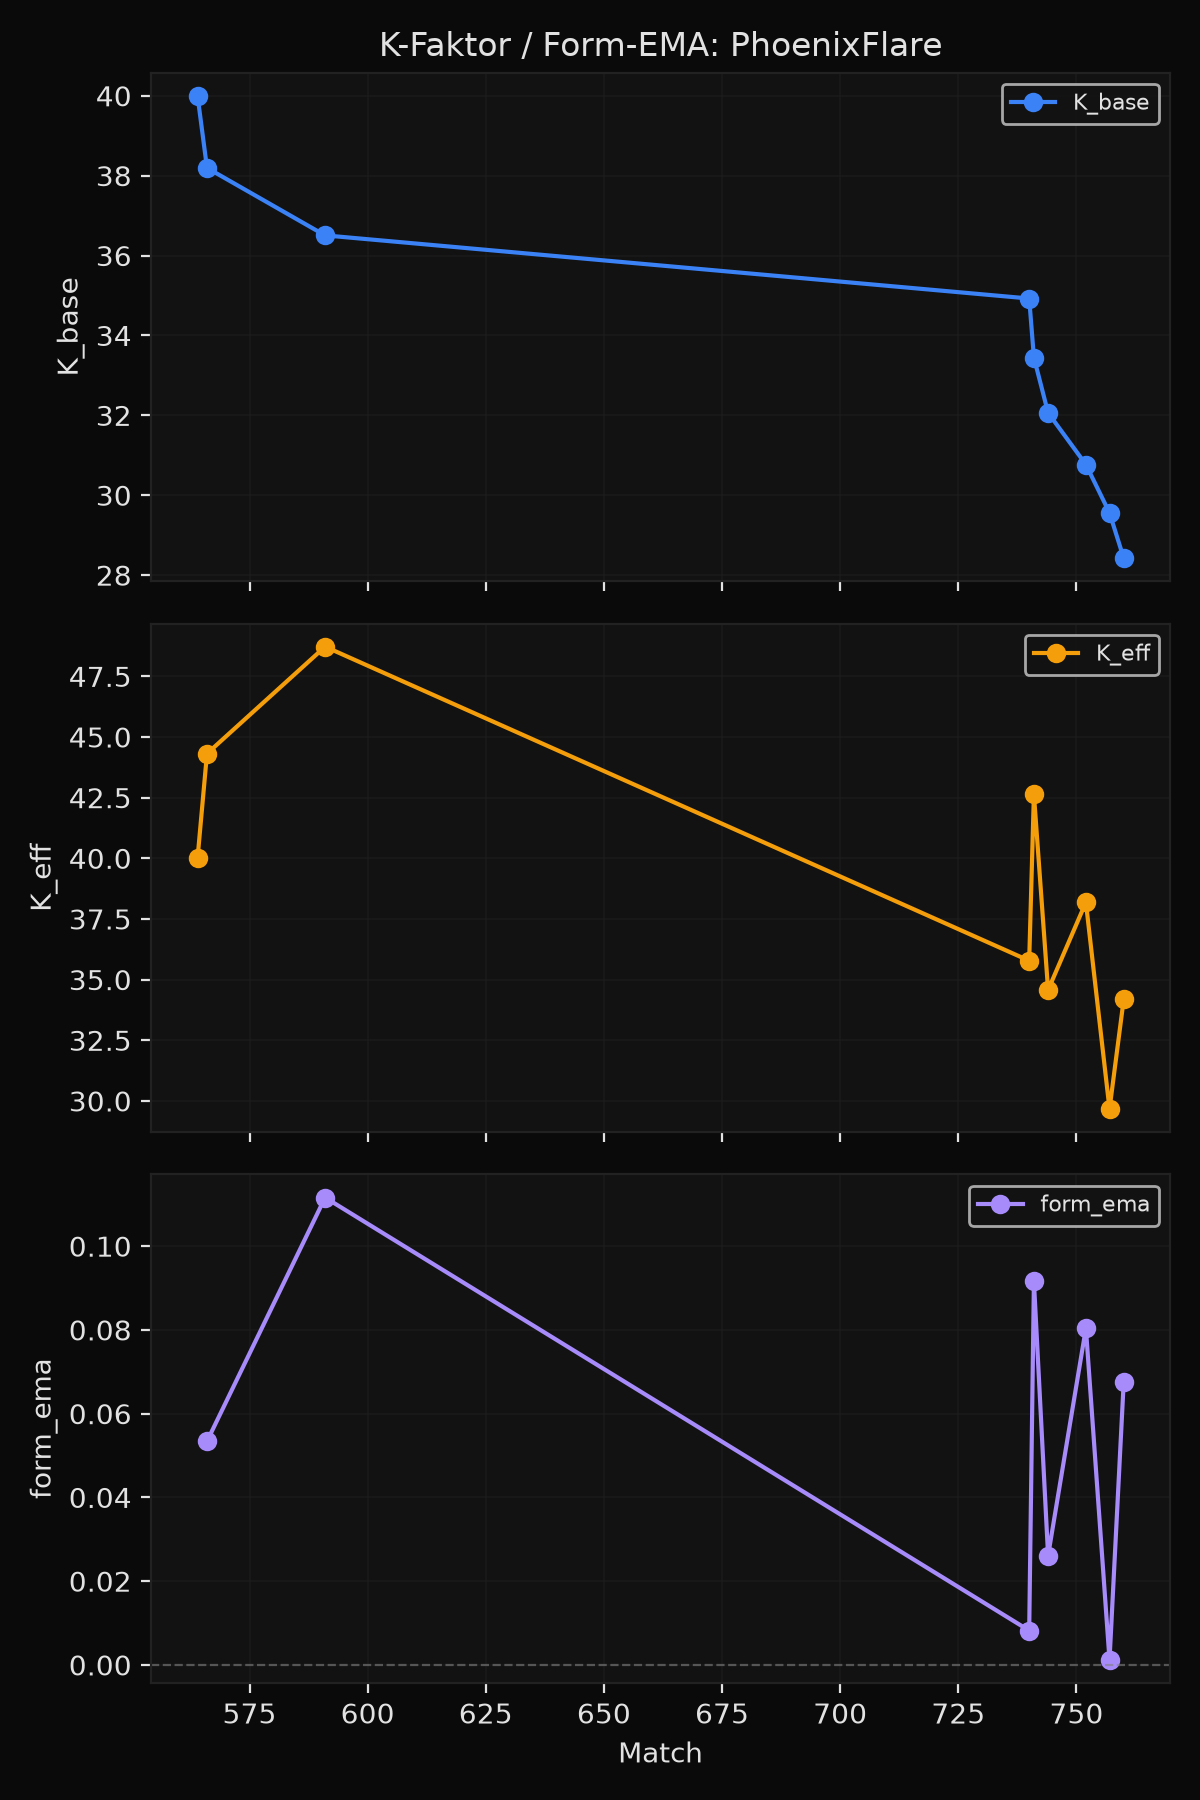 K-Faktor / Form-EMA: PhoenixFlare
K_base
40
38
36
34
32
30
28
K_base
K_eff
47.5
45.0
42.5
40.0
37.5
35.0
32.5
30.0
K_eff
form_ema
0.10
0.08
0.06
0.04
0.02
0.00
form_ema
575 600 625 650 675 700 725 750
Match